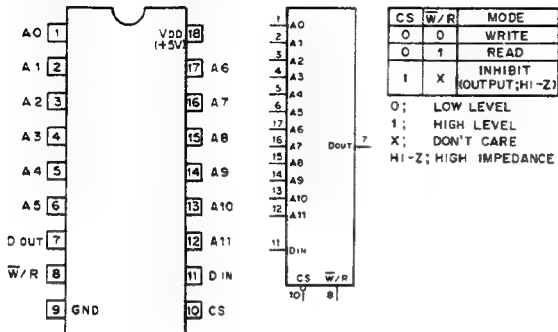 A0 1
A1 2
A2 3
A3 4
A4 5
A5 6
DOUT 7
W̅/R 8
9 GND
VDD 18
(+5V)
17 A6
16 A7
15 A8
14 A9
13 A10
12 A11
11 DIN
10 CS
1 A0
2 A1
3 A2
4 A3
5 A4
6 A5
17 A6
16 A7
15 A8
14 A9
13 A10
12 A11
DOUT 7
11 DIN
CS W̅/R
10 8
CS W̅/R MODE
0 0 WRITE
0 1 READ
1 X INHIBIT
(OUTPUT;HI-Z)
0; LOW LEVEL
1; HIGH LEVEL
X; DON'T CARE
HI-Z; HIGH IMPEDANCE